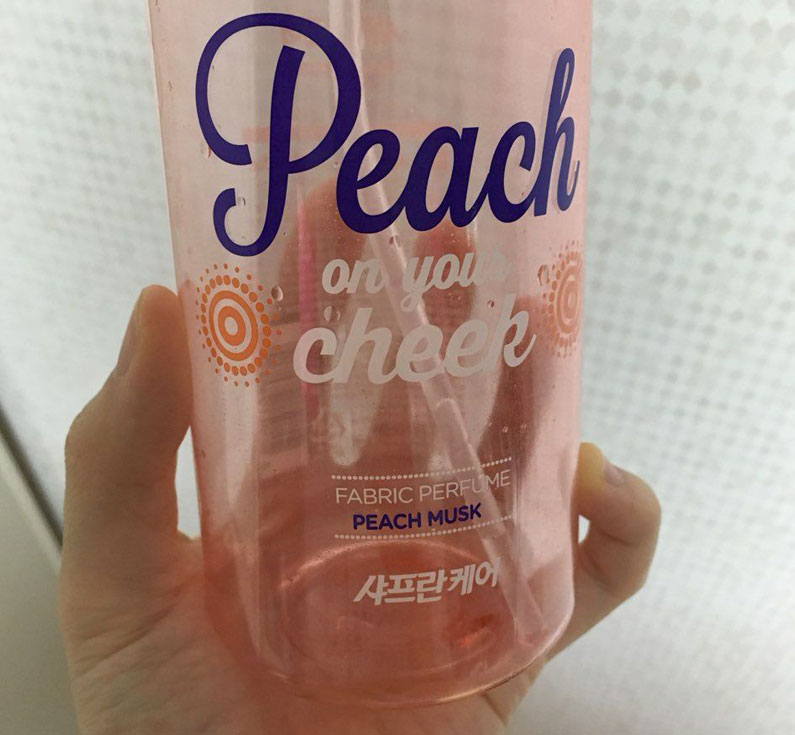 Peach
on your
cheek
FABRIC PERFUME
PEACH MUSK
샤프란케어